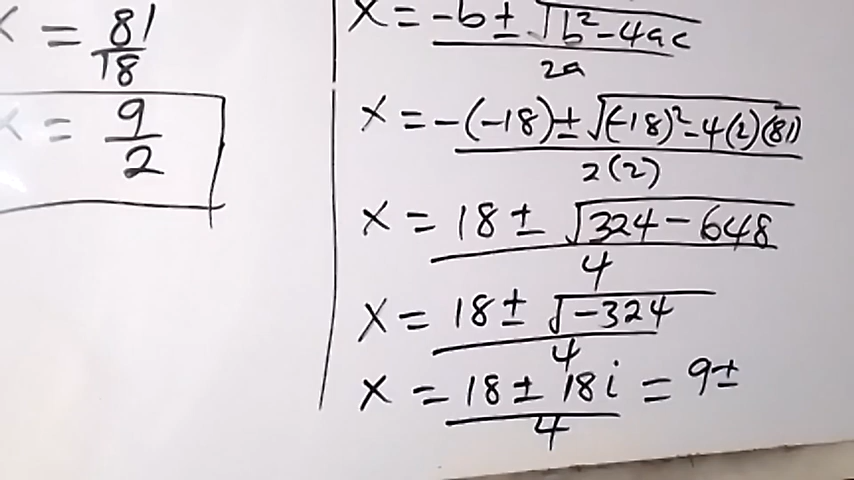 x = 81/18
x = 9/2
x = -b ± √(b² - 4ac) / 2a
x = -(-18) ± √((-18)² - 4(2)(81)) / 2(2)
x = 18 ± √(324 - 648) / 4
x = 18 ± √(-324) / 4
x = 18 ± 18i / 4 = 9 ±